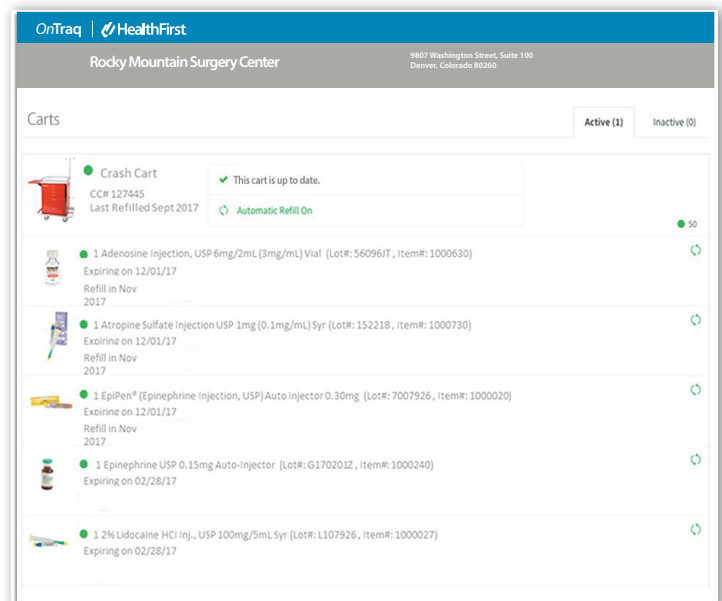 OnTraq | HealthFirst
Rocky Mountain Surgery Center
9807 Washington Street, Suite 100
Denver, Colorado 80260
Carts
Active (1)
Inactive (0)
Crash Cart
CC# 127445
Last Refilled Sept 2017
This cart is up to date.
Automatic Refill On
50
1 Adenosine Injection, USP 6mg/2mL (3mg/mL) Vial (Lot#: 56096JT , Item#: 1000630)
Expiring on 12/01/17
Refill in Nov
2017
1 Atropine Sulfate Injection USP 1mg (0.1mg/mL) Syr (Lot#: 152218 , Item#: 1000730)
Expiring on 12/01/17
Refill in Nov
2017
1 EpiPen® (Epinephrine Injection, USP) Auto Injector 0.30mg (Lot#: 7007926 , Item#: 1000020)
Expiring on 12/01/17
Refill in Nov
2017
1 Epinephrine USP 0.15mg Auto-Injector (Lot#: G170201Z , Item#: 1000240)
Expiring on 02/28/17
1 2% Lidocaine HCI Inj., USP 100mg/5mL Syr (Lot#: L107926 , Item#: 1000027)
Expiring on 02/28/17